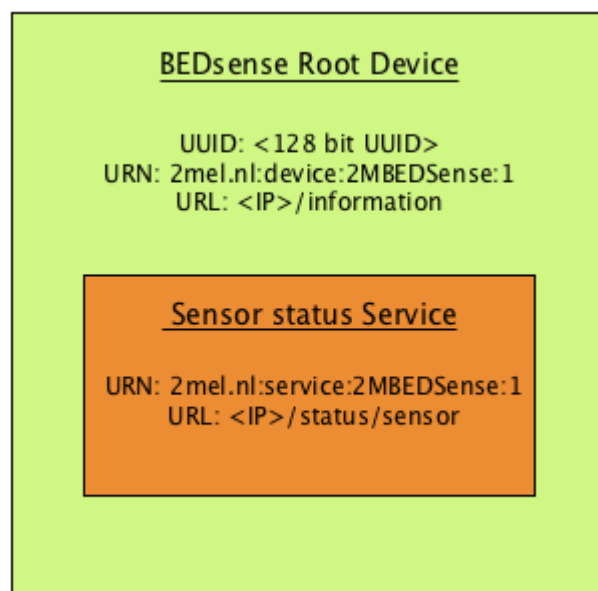 BEDsense Root Device
UUID: <128 bit UUID>
URN: 2mel.nl:device:2MBEDSense:1
URL: <IP>/information
Sensor status Service
URN: 2mel.nl:service:2MBEDSense:1
URL: <IP>/status/sensor